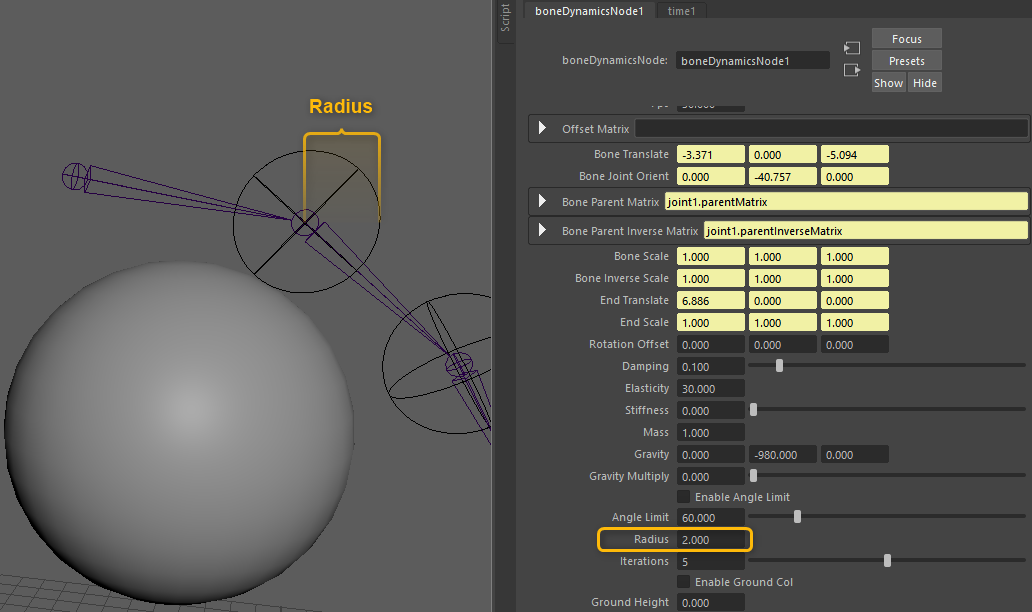 Script
boneDynamicsNode1 time1
boneDynamicsNode: boneDynamicsNode1
Focus
Presets
Show Hide
Radius
Offset Matrix
Bone Translate -3.371 0.000 -5.094
Bone Joint Orient 0.000 -40.757 0.000
Bone Parent Matrix joint1.parentMatrix
Bone Parent Inverse Matrix joint1.parentInverseMatrix
Bone Scale 1.000 1.000 1.000
Bone Inverse Scale 1.000 1.000 1.000
End Translate 6.886 0.000 0.000
End Scale 1.000 1.000 1.000
Rotation Offset 0.000 0.000 0.000
Damping 0.100
Elasticity 30.000
Stiffness 0.000
Mass 1.000
Gravity 0.000 -980.000 0.000
Gravity Multiply 0.000
Enable Angle Limit
Angle Limit 60.000
Radius 2.000
Iterations 5
Enable Ground Col
Ground Height 0.000